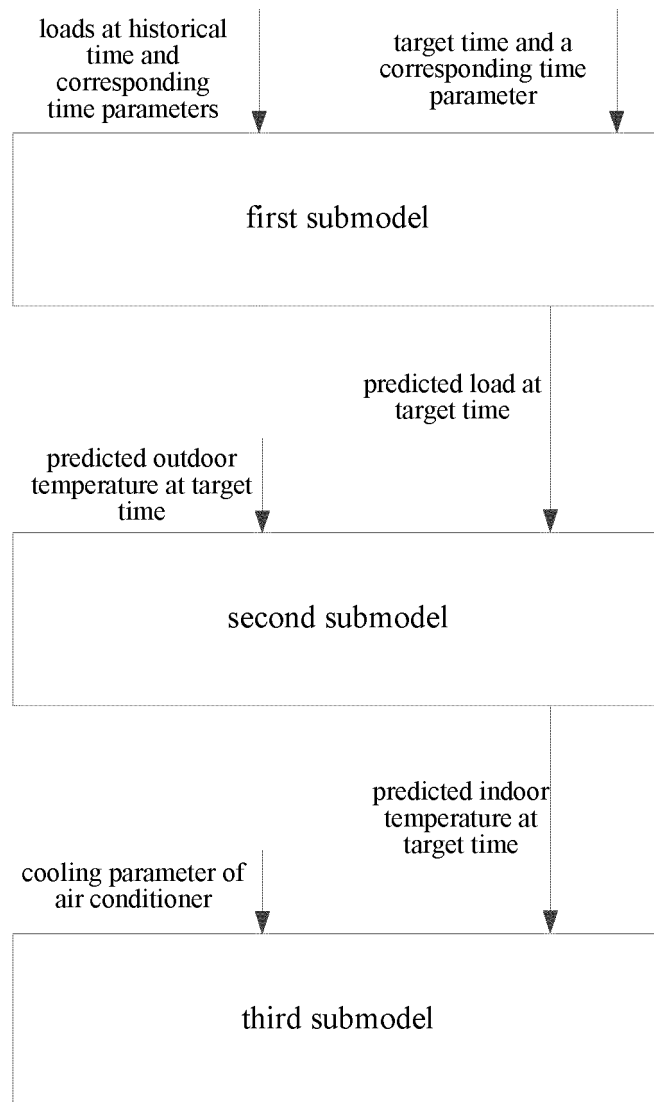 loads at historical
time and
corresponding
time parameters
target time and a
corresponding time
parameter
first submodel
predicted load at
target time
predicted outdoor
temperature at target
time
second submodel
predicted indoor
temperature at
target time
cooling parameter of
air conditioner
third submodel